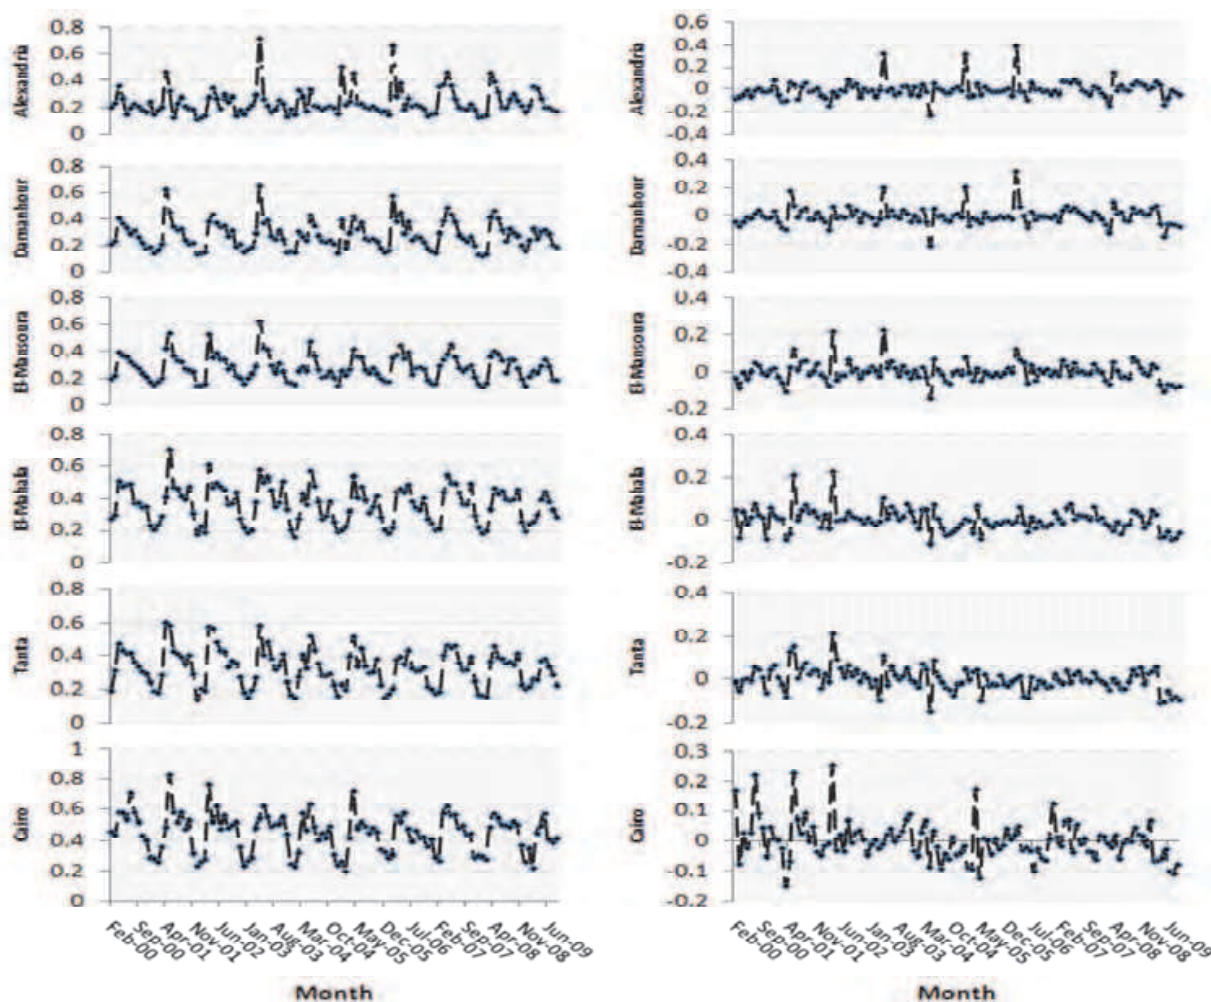 Alexandria
0.8
0.6
0.4
0.2
0
Damanhour
0.8
0.6
0.4
0.2
0
El-Mansoura
0.8
0.6
0.4
0.2
0
El-Mahala
0.8
0.6
0.4
0.2
0
Tanta
0.8
0.6
0.4
0.2
0
Cairo
1
0.8
0.6
0.4
0.2
0
Feb-00
Sep-00
Apr-01
Nov-01
Jun-02
Jan-03
Aug-03
Mar-04
Oct-04
May-05
Dec-05
Jul-06
Feb-07
Sep-07
Apr-08
Nov-08
Jun-09
Month
Alexandria
0.6
0.4
0.2
0
-0.2
-0.4
Damanhour
0.4
0.2
0
-0.2
-0.4
El-Mansoura
0.4
0.2
0
-0.2
El-Mahala
0.4
0.2
0
-0.2
Tanta
0.4
0.2
0
-0.2
Cairo
0.3
0.2
0.1
0
-0.1
-0.2
Feb-00
Sep-00
Apr-01
Nov-01
Jun-02
Jan-03
Aug-03
Mar-04
Oct-04
May-05
Dec-05
Jul-06
Feb-07
Sep-07
Apr-08
Nov-08
Jun-09
Month